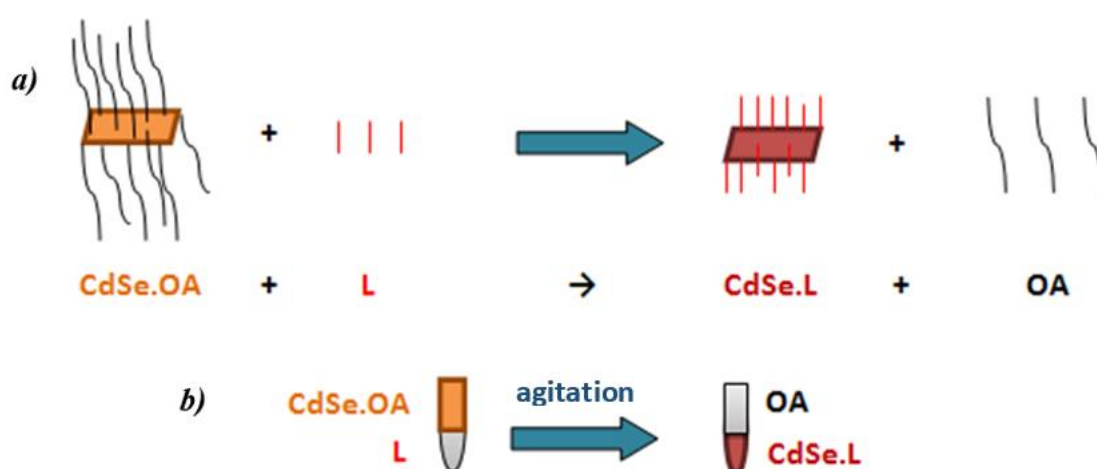 a)
+ +
CdSe.OA + L → CdSe.L + OA
b) CdSe.OA agitation OA
L CdSe.L